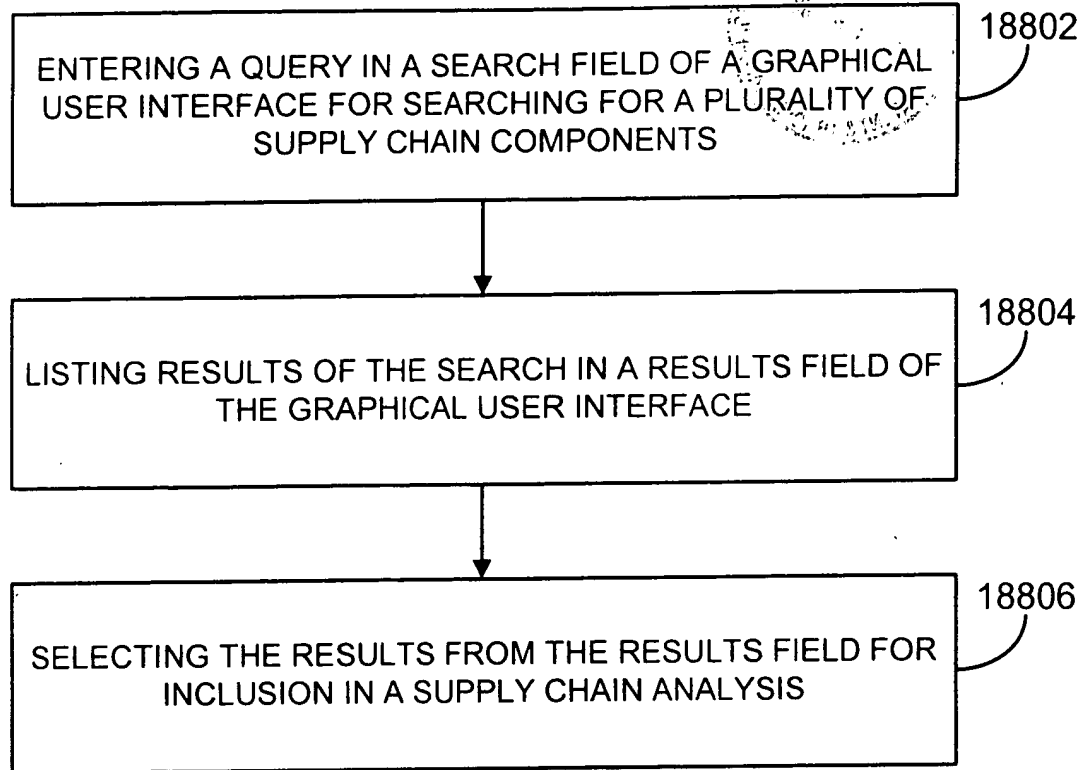 18802
ENTERING A QUERY IN A SEARCH FIELD OF A GRAPHICAL
USER INTERFACE FOR SEARCHING FOR A PLURALITY OF
SUPPLY CHAIN COMPONENTS
18804
LISTING RESULTS OF THE SEARCH IN A RESULTS FIELD OF
THE GRAPHICAL USER INTERFACE
18806
SELECTING THE RESULTS FROM THE RESULTS FIELD FOR
INCLUSION IN A SUPPLY CHAIN ANALYSIS